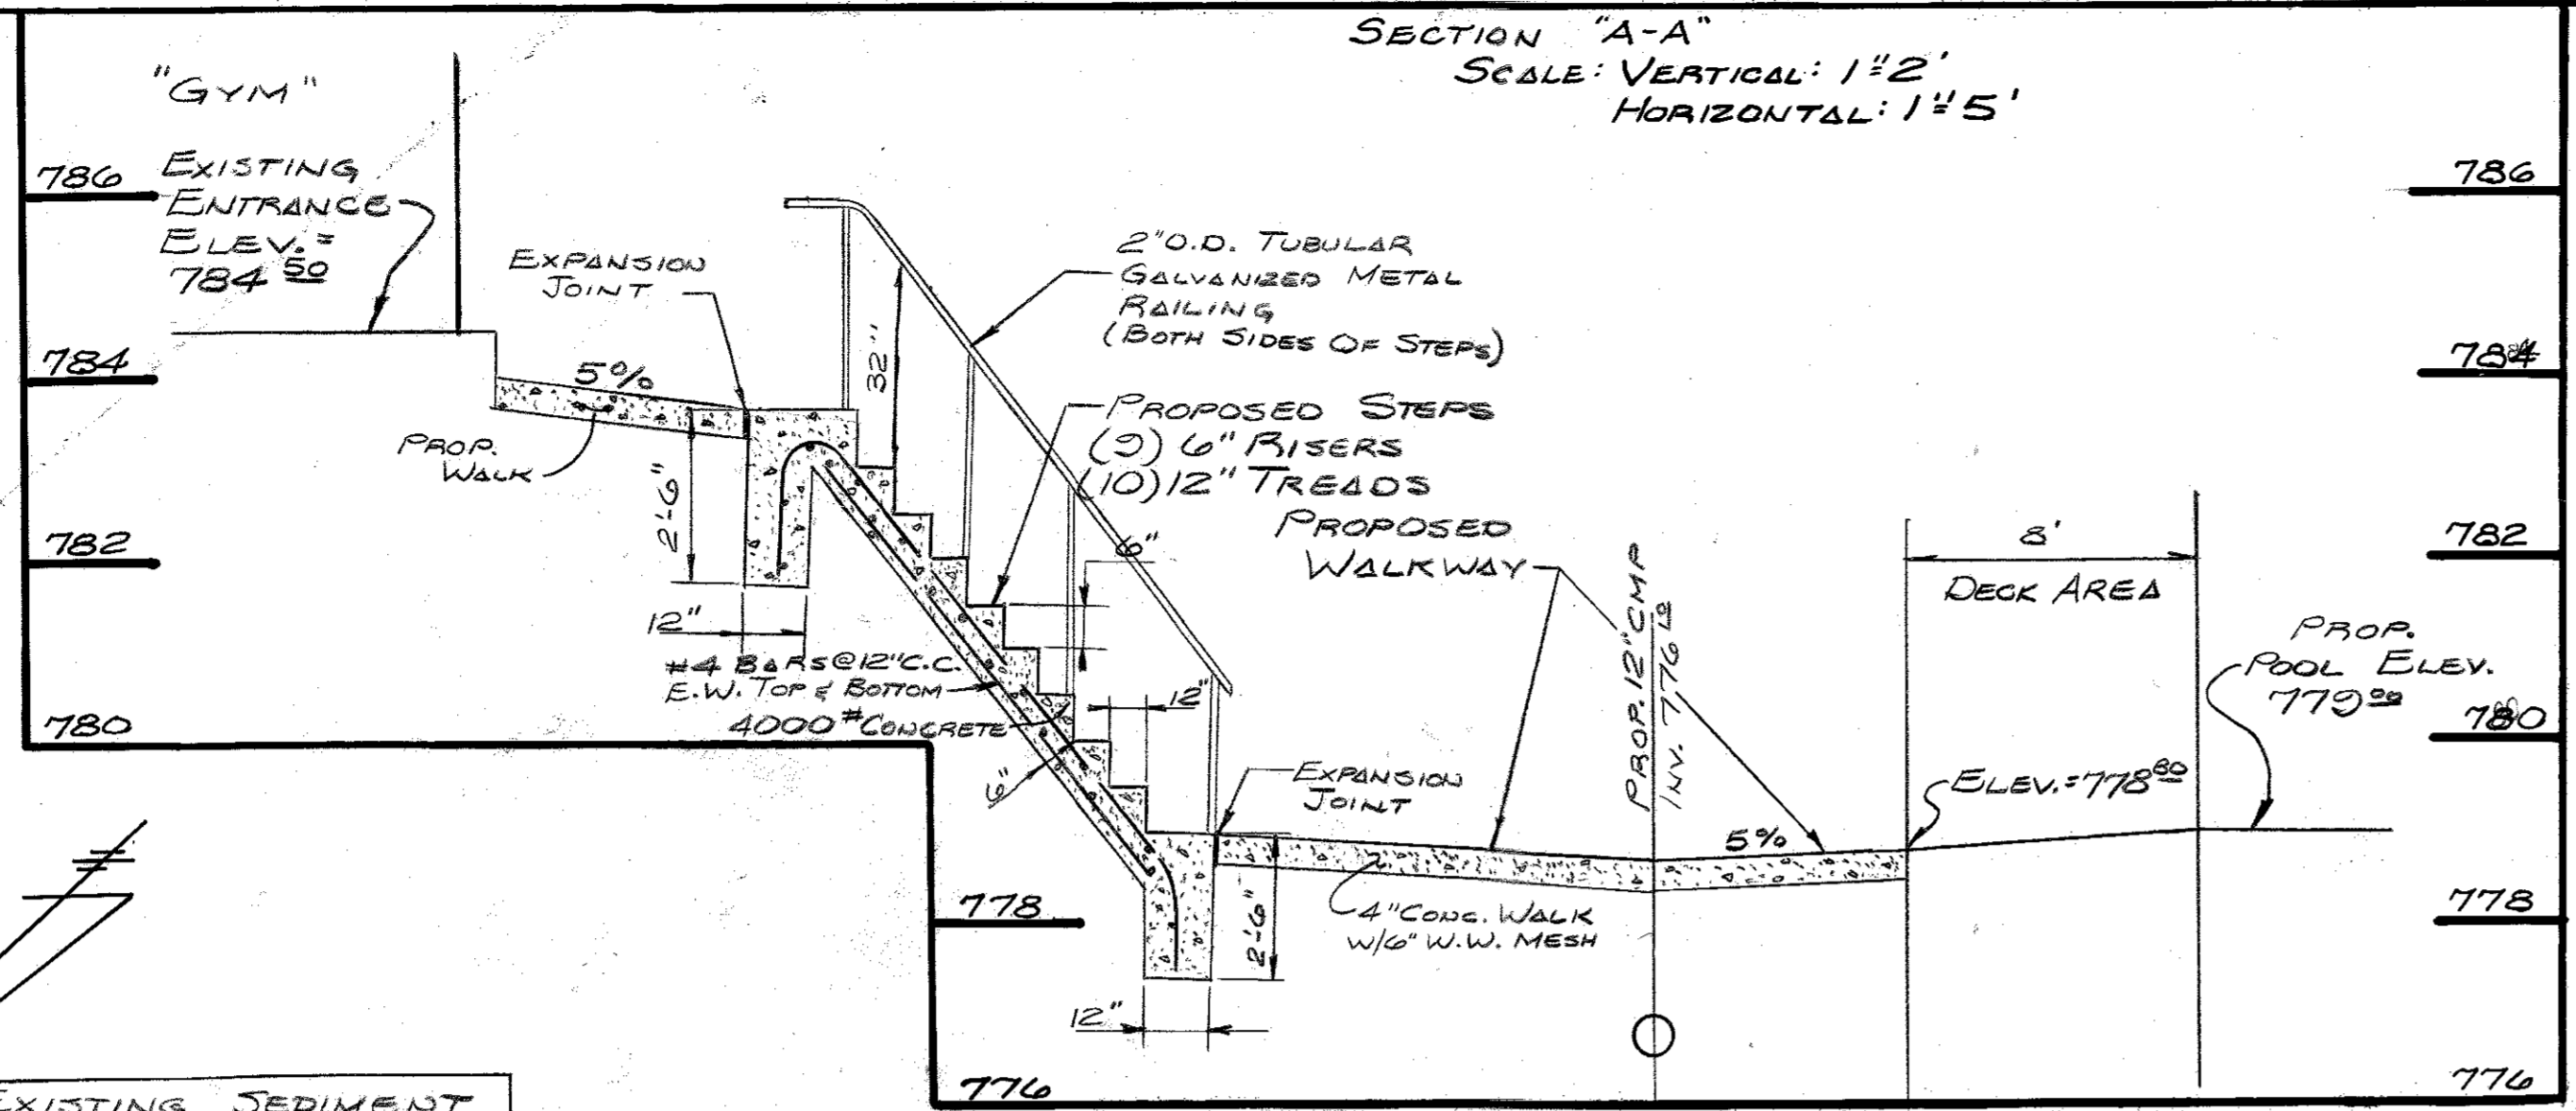 SECTION "A-A"
SCALE: VERTICAL: 1"=2'
HORIZONTAL: 1"=5'
"GYM"
EXISTING
ENTRANCE
ELEV. =
784 50
786
784
782
780
778
776
786
784
782
780
778
776
EXPANSION
JOINT
5%
PROP.
WALK
2'-6"
12"
32"
2" O.D. TUBULAR
GALVANIZED METAL
RAILING
(BOTH SIDES OF STEPS)
PROPOSED STEPS
(9) 6" RISERS
(10) 12" TREADS
6"
12"
#4 BARS @ 12" C.C.
E.W. TOP & BOTTOM
4000 # CONCRETE
6"
PROPOSED
WALKWAY
EXPANSION
JOINT
2'-6"
12"
4" CONC. WALK
W/6" W.W. MESH
PROP. 12" CMP
INV. 776
5%
8'
DECK AREA
ELEV.=778
PROP.
POOL ELEV.
779 00
EXISTING SEDIMENT